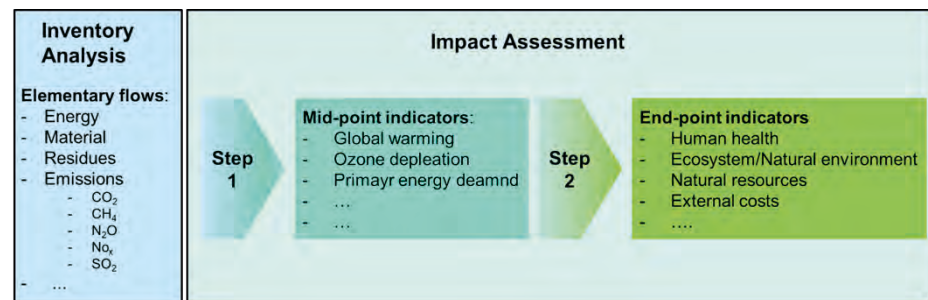 Inventory
Analysis
Elementary flows:
- Energy
- Material
- Residues
- Emissions
- CO₂
- CH₄
- N₂O
- Noₓ
- SO₂
- ...
Impact Assessment
Step
1
Mid-point indicators:
- Global warming
- Ozone depleation
- Primayr energy deamnd
- ...
- ...
Step
2
End-point indicators
- Human health
- Ecosystem/Natural environment
- Natural resources
- External costs
- ....